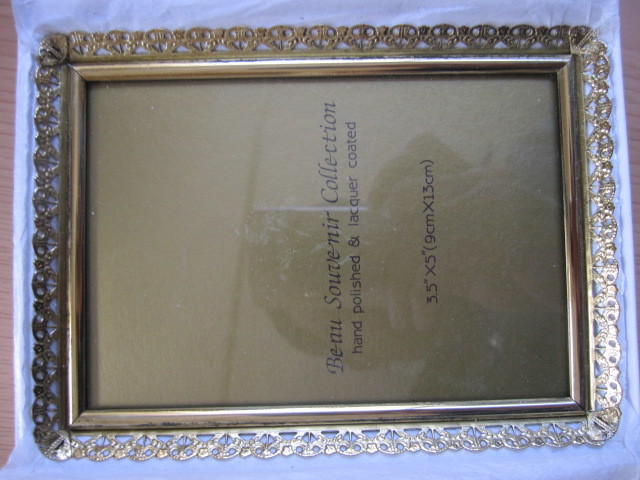 Beau Souvenir Collection
hand polished & lacquer coated
3.5"X5"(9cmX13cm)